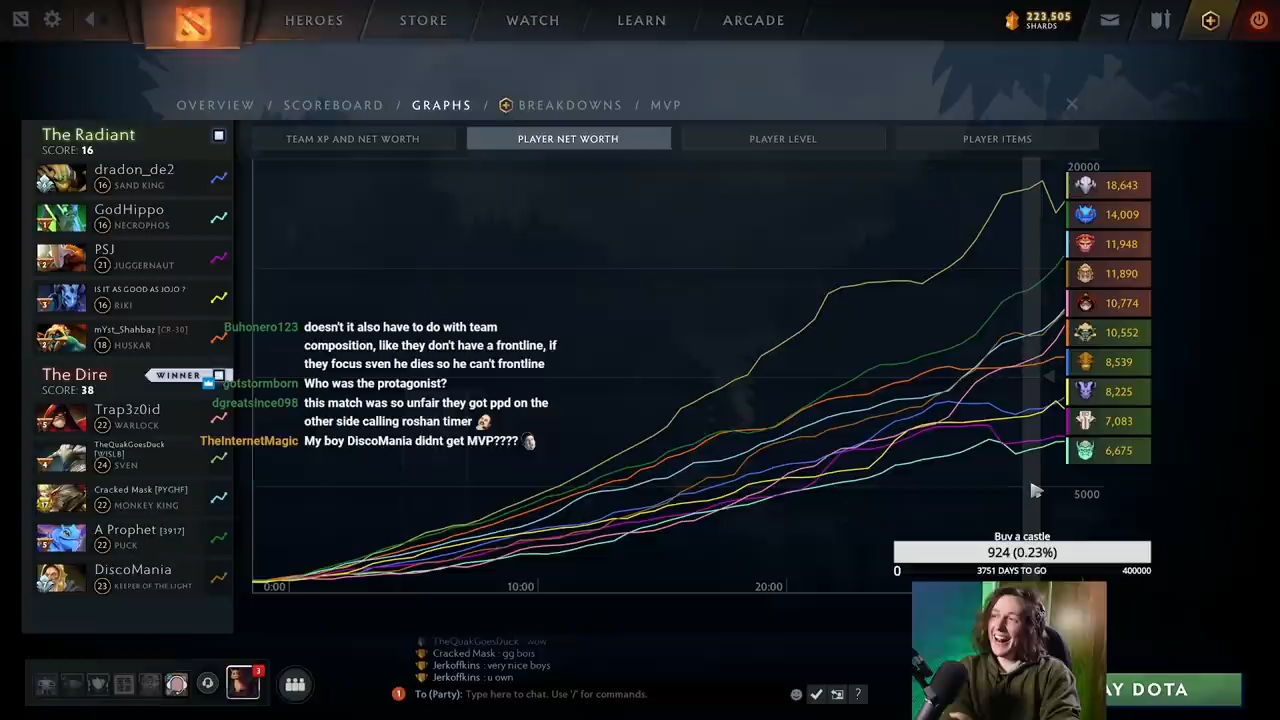 HEROES
STORE
WATCH
LEARN
ARCADE
223,505
SHARDS
OVERVIEW / SCOREBOARD / GRAPHS / BREAKDOWNS / MVP
The Radiant
SCORE: 16
dradon_de2
16 SAND KING
GodHippo
16 NECROPHOS
PSJ
21 JUGGERNAUT
IS IT AS GOOD AS JOJO ?
16 RIKI
mYst_Shahbaz [CR-30]
18 HUSKAR
The Dire
WINNER
SCORE: 38
Trap3z0id
22 WARLOCK
TheQuakGoesDuck
[WISLB]
24 SVEN
Cracked Mask [PYGHF]
22 MONKEY KING
A Prophet [3917]
22 PUCK
DiscoMania
23 KEEPER OF THE LIGHT
TEAM XP AND NET WORTH
PLAYER NET WORTH
PLAYER LEVEL
PLAYER ITEMS
20000
18,643
14,009
11,948
11,890
10,774
10,552
8,539
8,225
7,083
6,675
5000
0:00
10:00
20:00
Buhonero123 doesn't it also have to do with team
composition, like they don't have a frontline, if
they focus sven he dies so he can't frontline
gotstormborn Who was the protagonist?
dgreatsince098 this match was so unfair they got ppd on the
other side calling roshan timer
TheInternetMagic My boy DiscoMania didnt get MVP????
Buy a castle
924 (0.23%)
0
3751 DAYS TO GO
400000
TheQuakGoesDuck : wow
Cracked Mask : gg bois
Jerkoffkins : very nice boys
Jerkoffkins : u own
1
To (Party): Type here to chat. Use '/' for commands.
?
3
AY DOTA